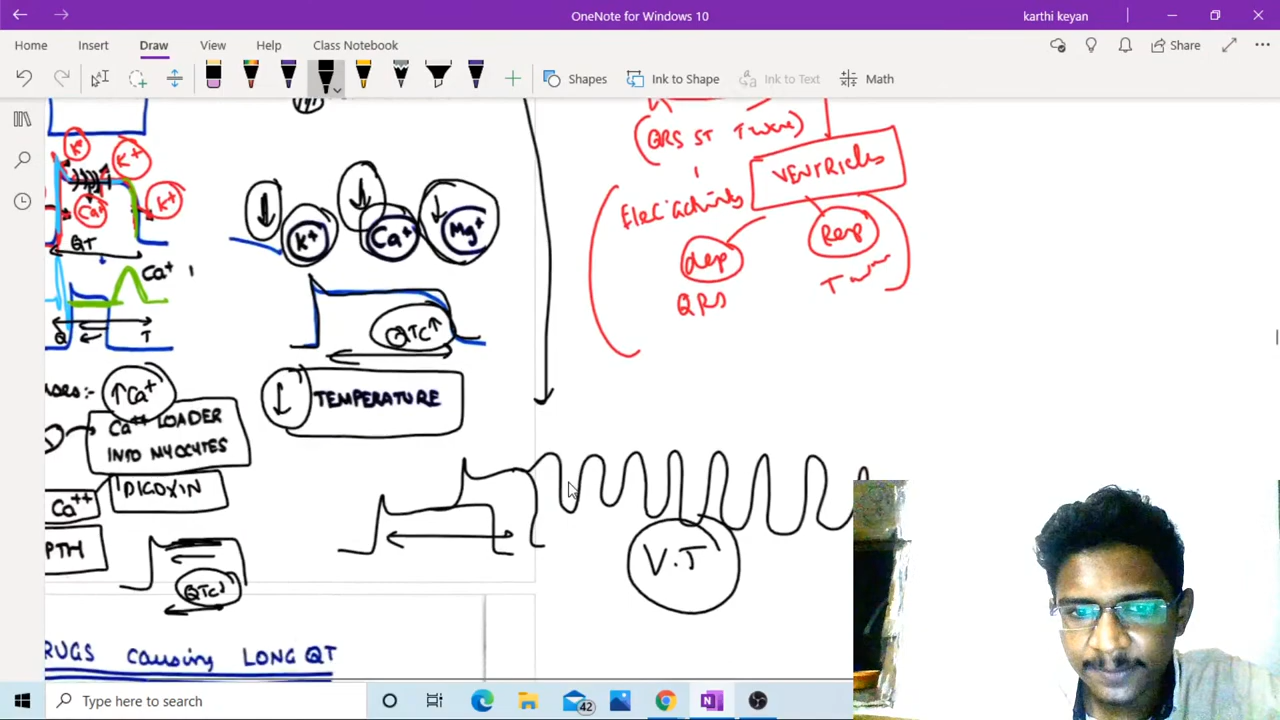 OneNote for Windows 10
karthi keyan
Home Insert Draw View Help Class Notebook
Share
Shapes
Ink to Shape
Ink to Text
Math
K+
K+
K+
Ca++
QT
Ca+
Q T
↓ K+ ↓ Ca+ ↓ Mg+
QTc↑
↓ TEMPERATURE
↑Ca+
Ca++ LOADER
INTO MYOCYTES
DIGOXIN
Ca++
PTH
QTc↓
(QRS ST T wave)
VENTRICLES
Elec activity
dep
QRS
Rep
T
V.T
RUGS causing LONG QT
Type here to search
42